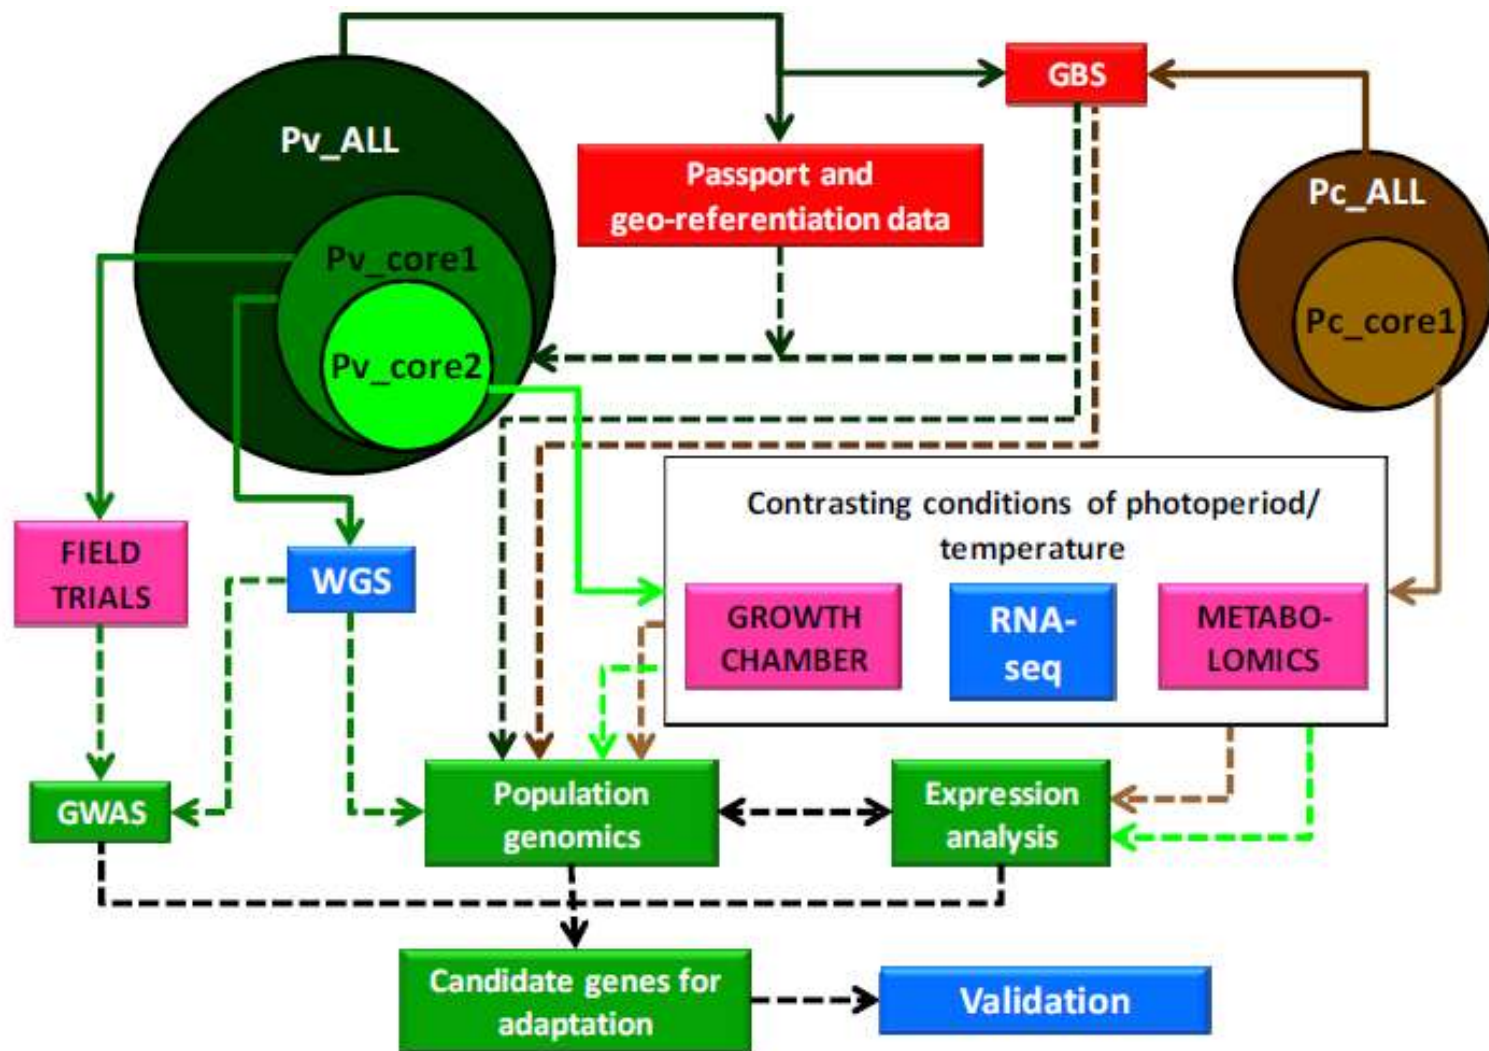 GBS
Pv_ALL
Passport and
geo-referentiation data
Pc_ALL
Pv_core1
Pc_core1
Pv_core2
Contrasting conditions of photoperiod/
temperature
FIELD
TRIALS
WGS
GROWTH
CHAMBER
RNA-
seq
METABO-
LOMICS
GWAS
Population
genomics
Expression
analysis
Candidate genes for
adaptation
Validation